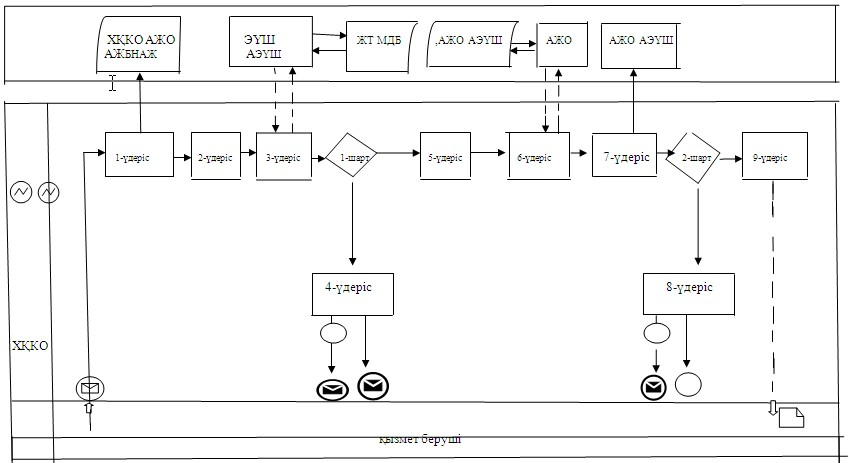 ХҚКО АЖО
АЖБНАЖ
ЭҮШ
АЭҮШ
ЖТ МДБ
,АЖО АЭҮШ
АЖО
АЖО АЭҮШ
1-үдеріс
2-үдеріс
3-үдеріс
1-шарт
5-үдеріс
6-үдеріс
7-үдеріс
2-шарт
9-үдеріс
4-үдеріс
8-үдеріс
ХҚКО
қызмет беруші